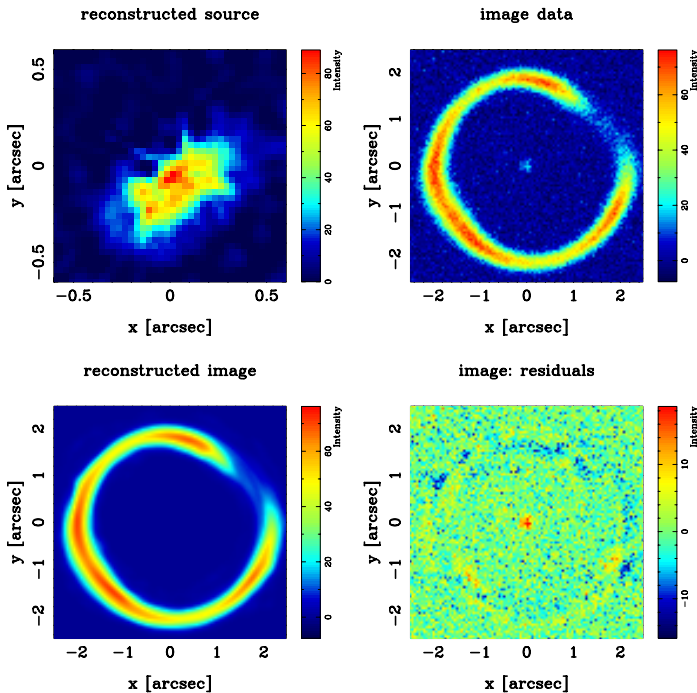 reconstructed source
0.5
0
−0.5
y [arcsec]
−0.5 0 0.5
x [arcsec]
80
60
40
20
0
Intensity
image data
2
1
0
−1
−2
y [arcsec]
−2 −1 0 1 2
x [arcsec]
60
40
20
0
Intensity
reconstructed image
2
1
0
−1
−2
y [arcsec]
−2 −1 0 1 2
x [arcsec]
60
40
20
0
Intensity
image: residuals
2
1
0
−1
−2
y [arcsec]
−2 −1 0 1 2
x [arcsec]
10
0
−10
Intensity